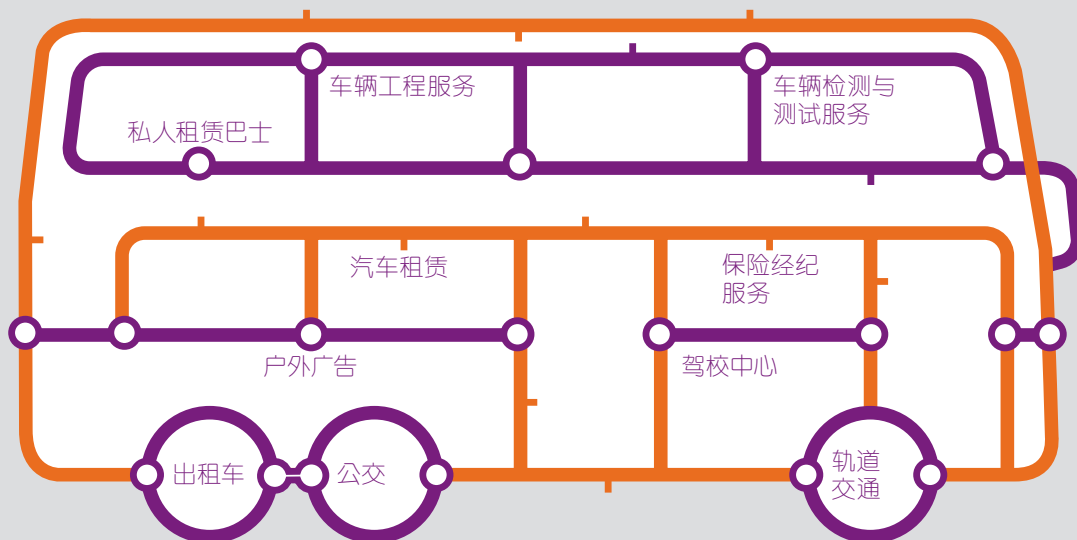 车辆工程服务
车辆检测与
测试服务
私人租赁巴士
汽车租赁
保险经纪
服务
户外广告
驾校中心
出租车
公交
轨道
交通